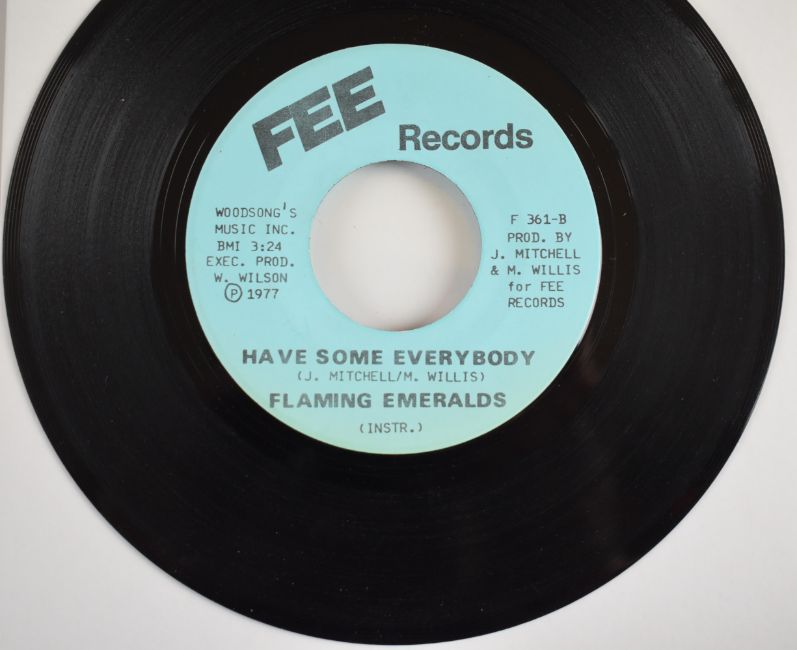 FEE
Records
WOODSONG'S
MUSIC INC.
BMI 3:24
EXEC. PROD.
W. WILSON
Ⓟ 1977
F 361-B
PROD. BY
J. MITCHELL
& M. WILLIS
for FEE
RECORDS
HAVE SOME EVERYBODY
(J. MITCHELL/M. WILLIS)
FLAMING EMERALDS
(INSTR.)